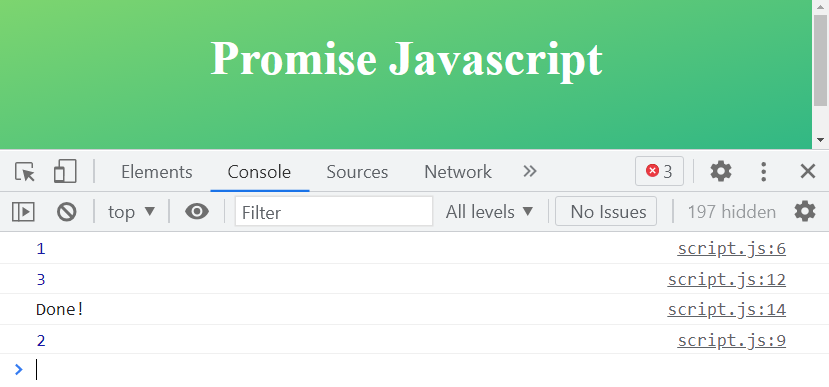 Promise Javascript
Elements Console Sources Network » 3
top ▼ Filter All levels ▼ No Issues 197 hidden
1 script.js:6
3 script.js:12
Done! script.js:14
2 script.js:9
>